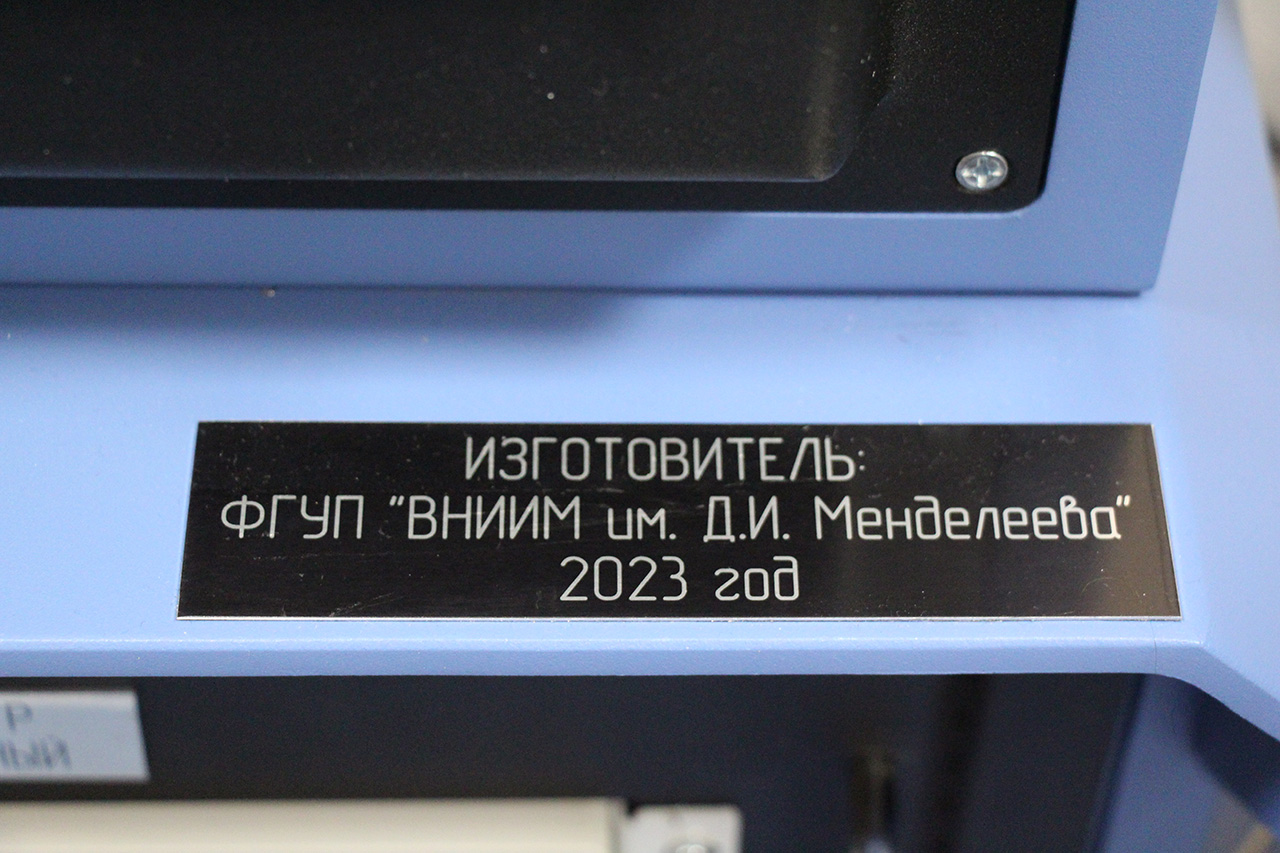 ИЗГОТОВИТЕЛЬ:
ФГУП "ВНИИМ им. Д.И. Менделеева"
2023 год